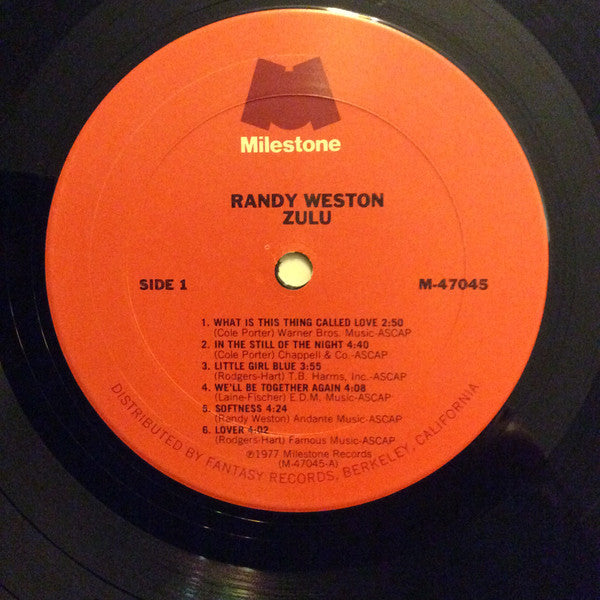 Milestone
RANDY WESTON
ZULU
SIDE 1
M-47045
1. WHAT IS THIS THING CALLED LOVE 2:50
(Cole Porter) Warner Bros. Music-ASCAP
2. IN THE STILL OF THE NIGHT 4:40
(Cole Porter) Chappell & Co.-ASCAP
3. LITTLE GIRL BLUE 3:55
(Rodgers-Hart) T.B. Harms, Inc.-ASCAP
4. WE'LL BE TOGETHER AGAIN 4:08
(Laine-Fischer) E.D.M. Music-ASCAP
5. SOFTNESS 4:24
(Randy Weston) Andante Music-ASCAP
6. LOVER 4:02
(Rodgers-Hart) Famous Music-ASCAP
℗1977 Milestone Records
(M-47045-A)
DISTRIBUTED BY FANTASY RECORDS, BERKELEY, CALIFORNIA